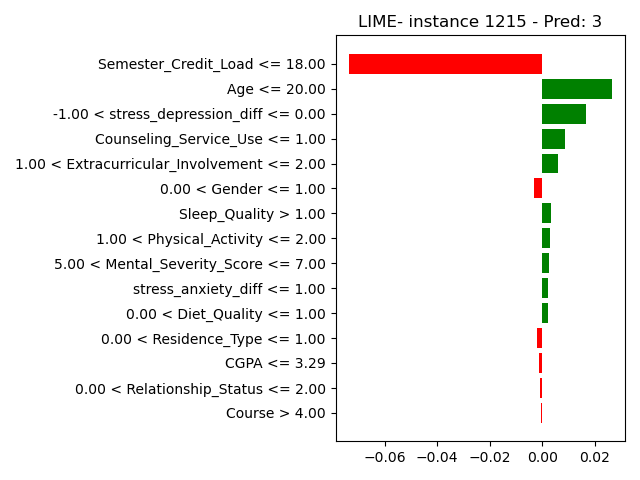 LIME- instance 1215 - Pred: 3
Semester_Credit_Load <= 18.00
Age <= 20.00
-1.00 < stress_depression_diff <= 0.00
Counseling_Service_Use <= 1.00
1.00 < Extracurricular_Involvement <= 2.00
0.00 < Gender <= 1.00
Sleep_Quality > 1.00
1.00 < Physical_Activity <= 2.00
5.00 < Mental_Severity_Score <= 7.00
stress_anxiety_diff <= 1.00
0.00 < Diet_Quality <= 1.00
0.00 < Residence_Type <= 1.00
CGPA <= 3.29
0.00 < Relationship_Status <= 2.00
Course > 4.00
−0.06 −0.04 −0.02 0.00 0.02